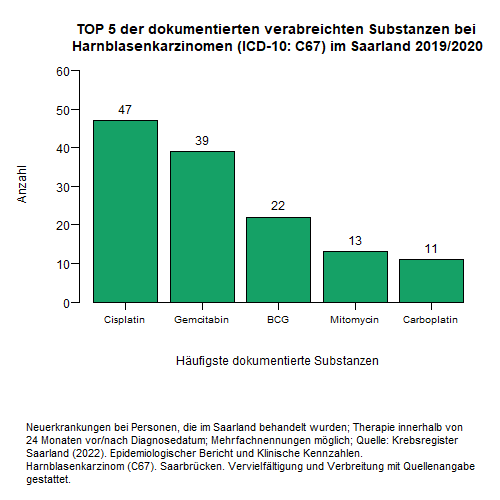 TOP 5 der dokumentierten verabreichten Substanzen bei
Harnblasenkarzinomen (ICD-10: C67) im Saarland 2019/2020
60
50
40
30
20
10
0
Anzahl
47
39
22
13
11
Cisplatin Gemcitabin BCG Mitomycin Carboplatin
Häufigste dokumentierte Substanzen
Neuerkrankungen bei Personen, die im Saarland behandelt wurden; Therapie innerhalb von
24 Monaten vor/nach Diagnosedatum; Mehrfachnennungen möglich; Quelle: Krebsregister
Saarland (2022). Epidemiologischer Bericht und Klinische Kennzahlen.
Harnblasenkarzinom (C67). Saarbrücken. Vervielfältigung und Verbreitung mit Quellenangabe
gestattet.